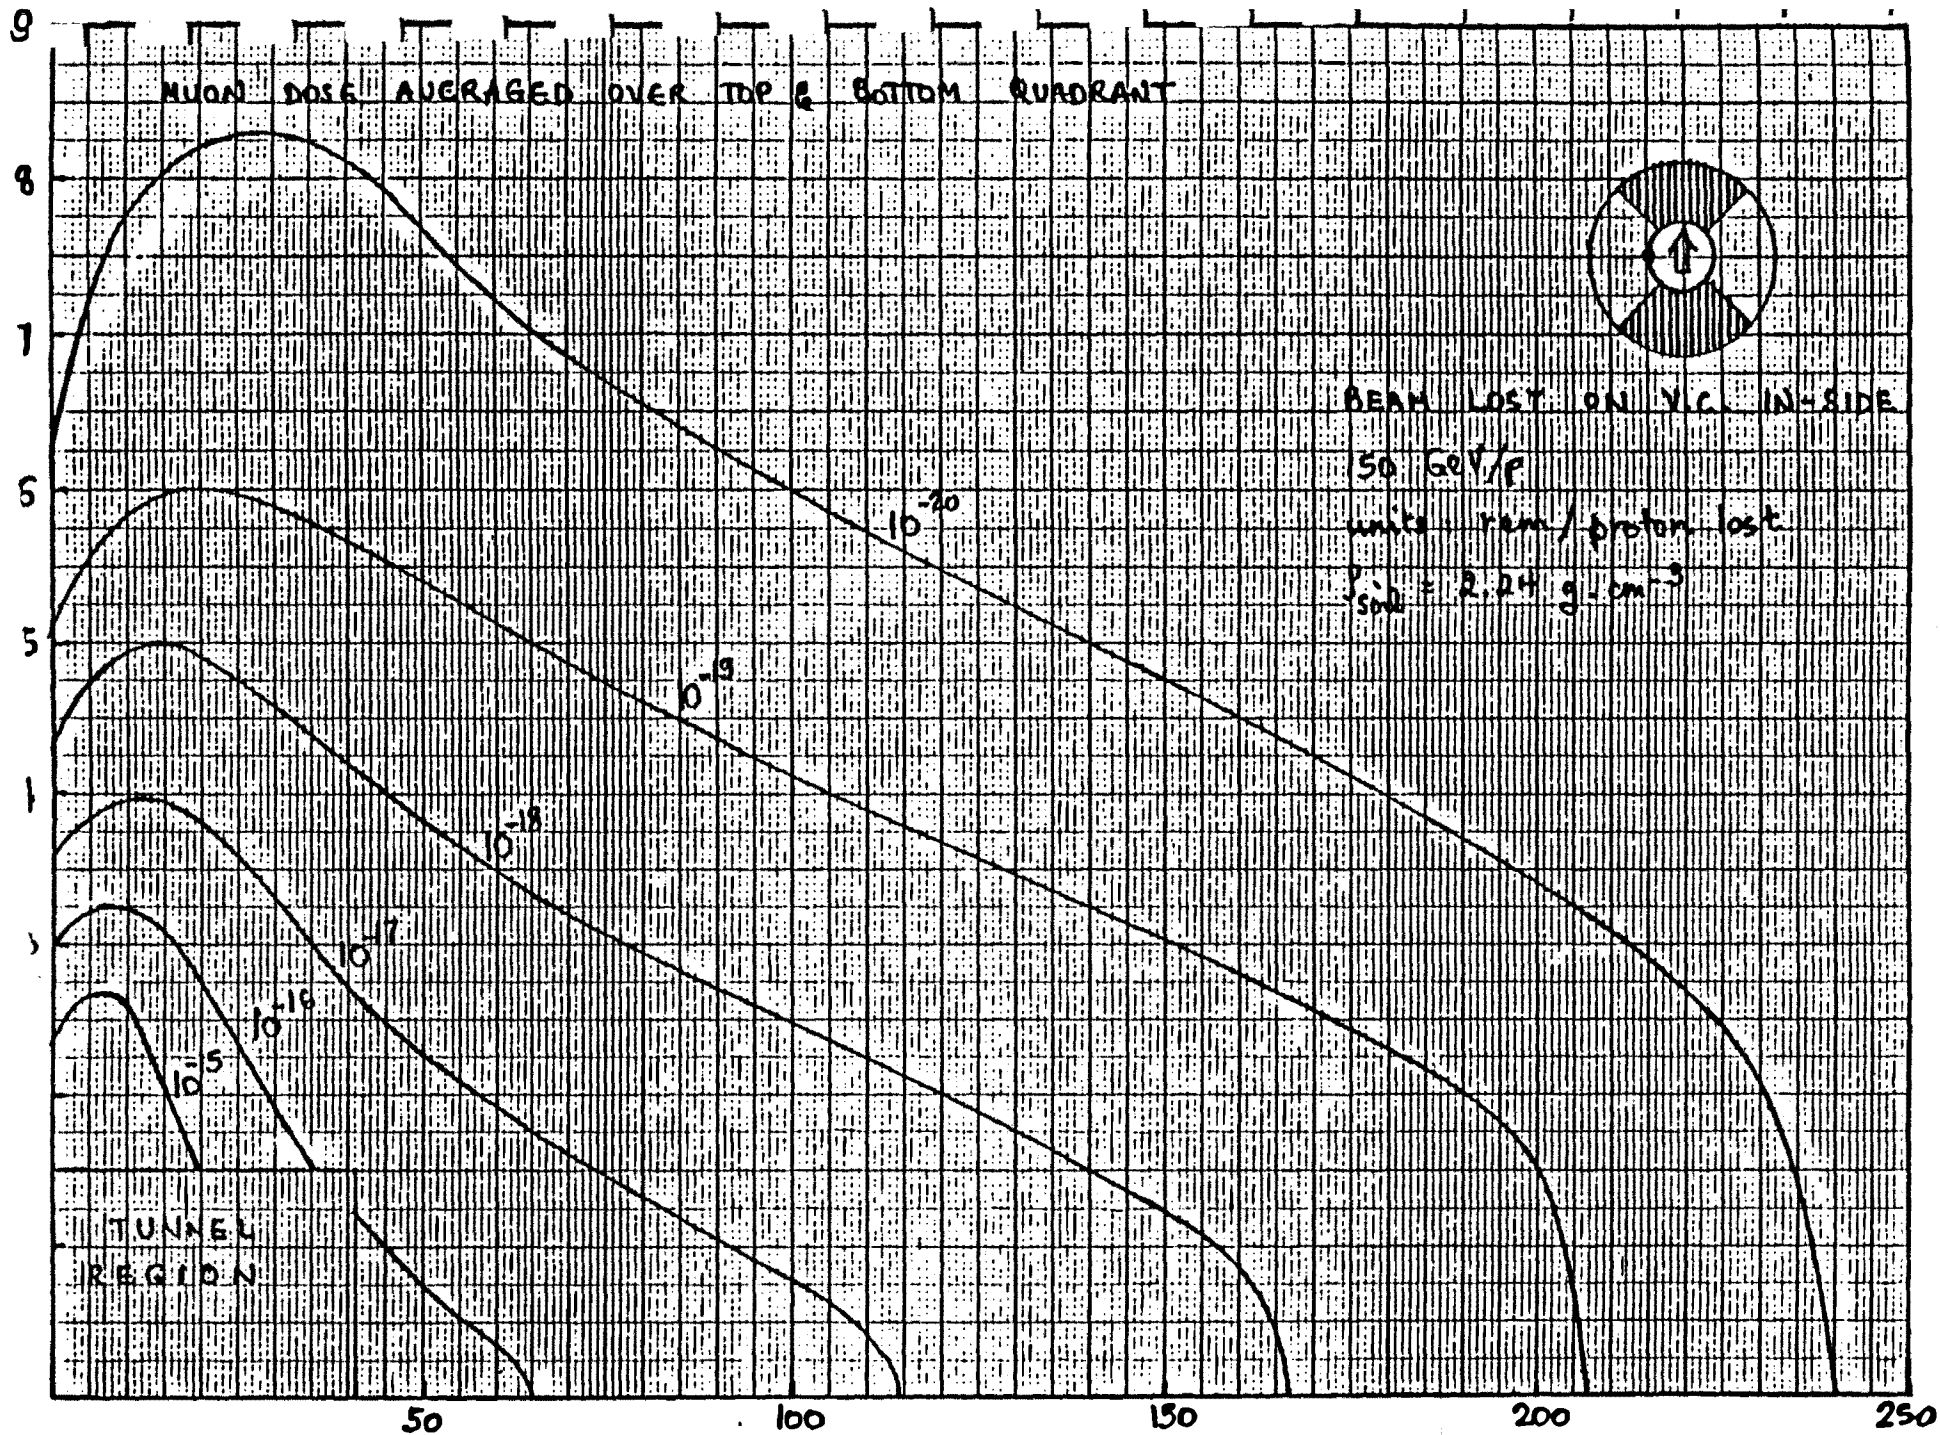 9
MUON DOSE AVERAGED OVER TOP & BOTTOM QUADRANT
8
7
BEAM LOST ON V.C. IN-SIDE
150 GeV/p
6
10^-20
units: rem/proton lost
ρsoil = 2.24 g.cm^-3
5
10^-19
10^-18
10^-17
10^-16
10^-15
TUNNEL
REGION
50 100 150 200 250